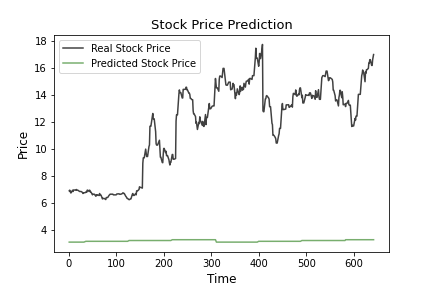 Stock Price Prediction
Real Stock Price
Predicted Stock Price
Price
18
16
14
12
10
8
6
4
0 100 200 300 400 500 600
Time